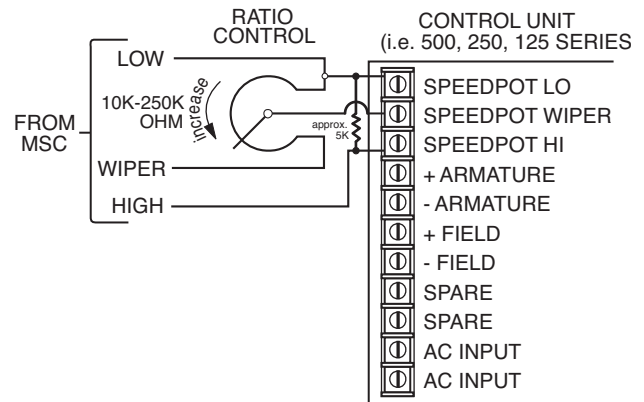 RATIO
CONTROL
CONTROL UNIT
(i.e. 500, 250, 125 SERIES
LOW
10K-250K
OHM
increase
approx.
5K
FROM
MSC
WIPER
HIGH
SPEEDPOT LO
SPEEDPOT WIPER
SPEEDPOT HI
+ ARMATURE
- ARMATURE
+ FIELD
- FIELD
SPARE
SPARE
AC INPUT
AC INPUT